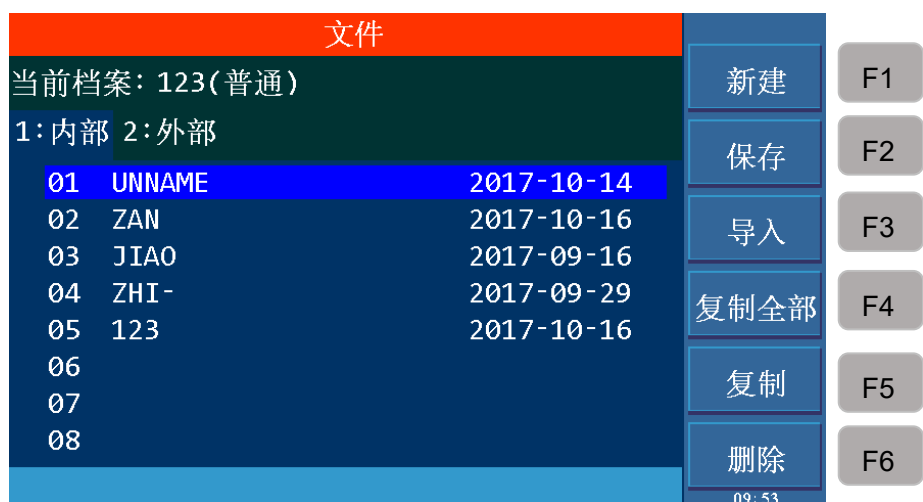 文件
当前档案: 123(普通)
1:内部 2:外部
01 UNNAME 2017-10-14
02 ZAN 2017-10-16
03 JIAO 2017-09-16
04 ZHI- 2017-09-29
05 123 2017-10-16
06
07
08
新建 F1
保存 F2
导入 F3
复制全部 F4
复制 F5
删除 F6
09:53